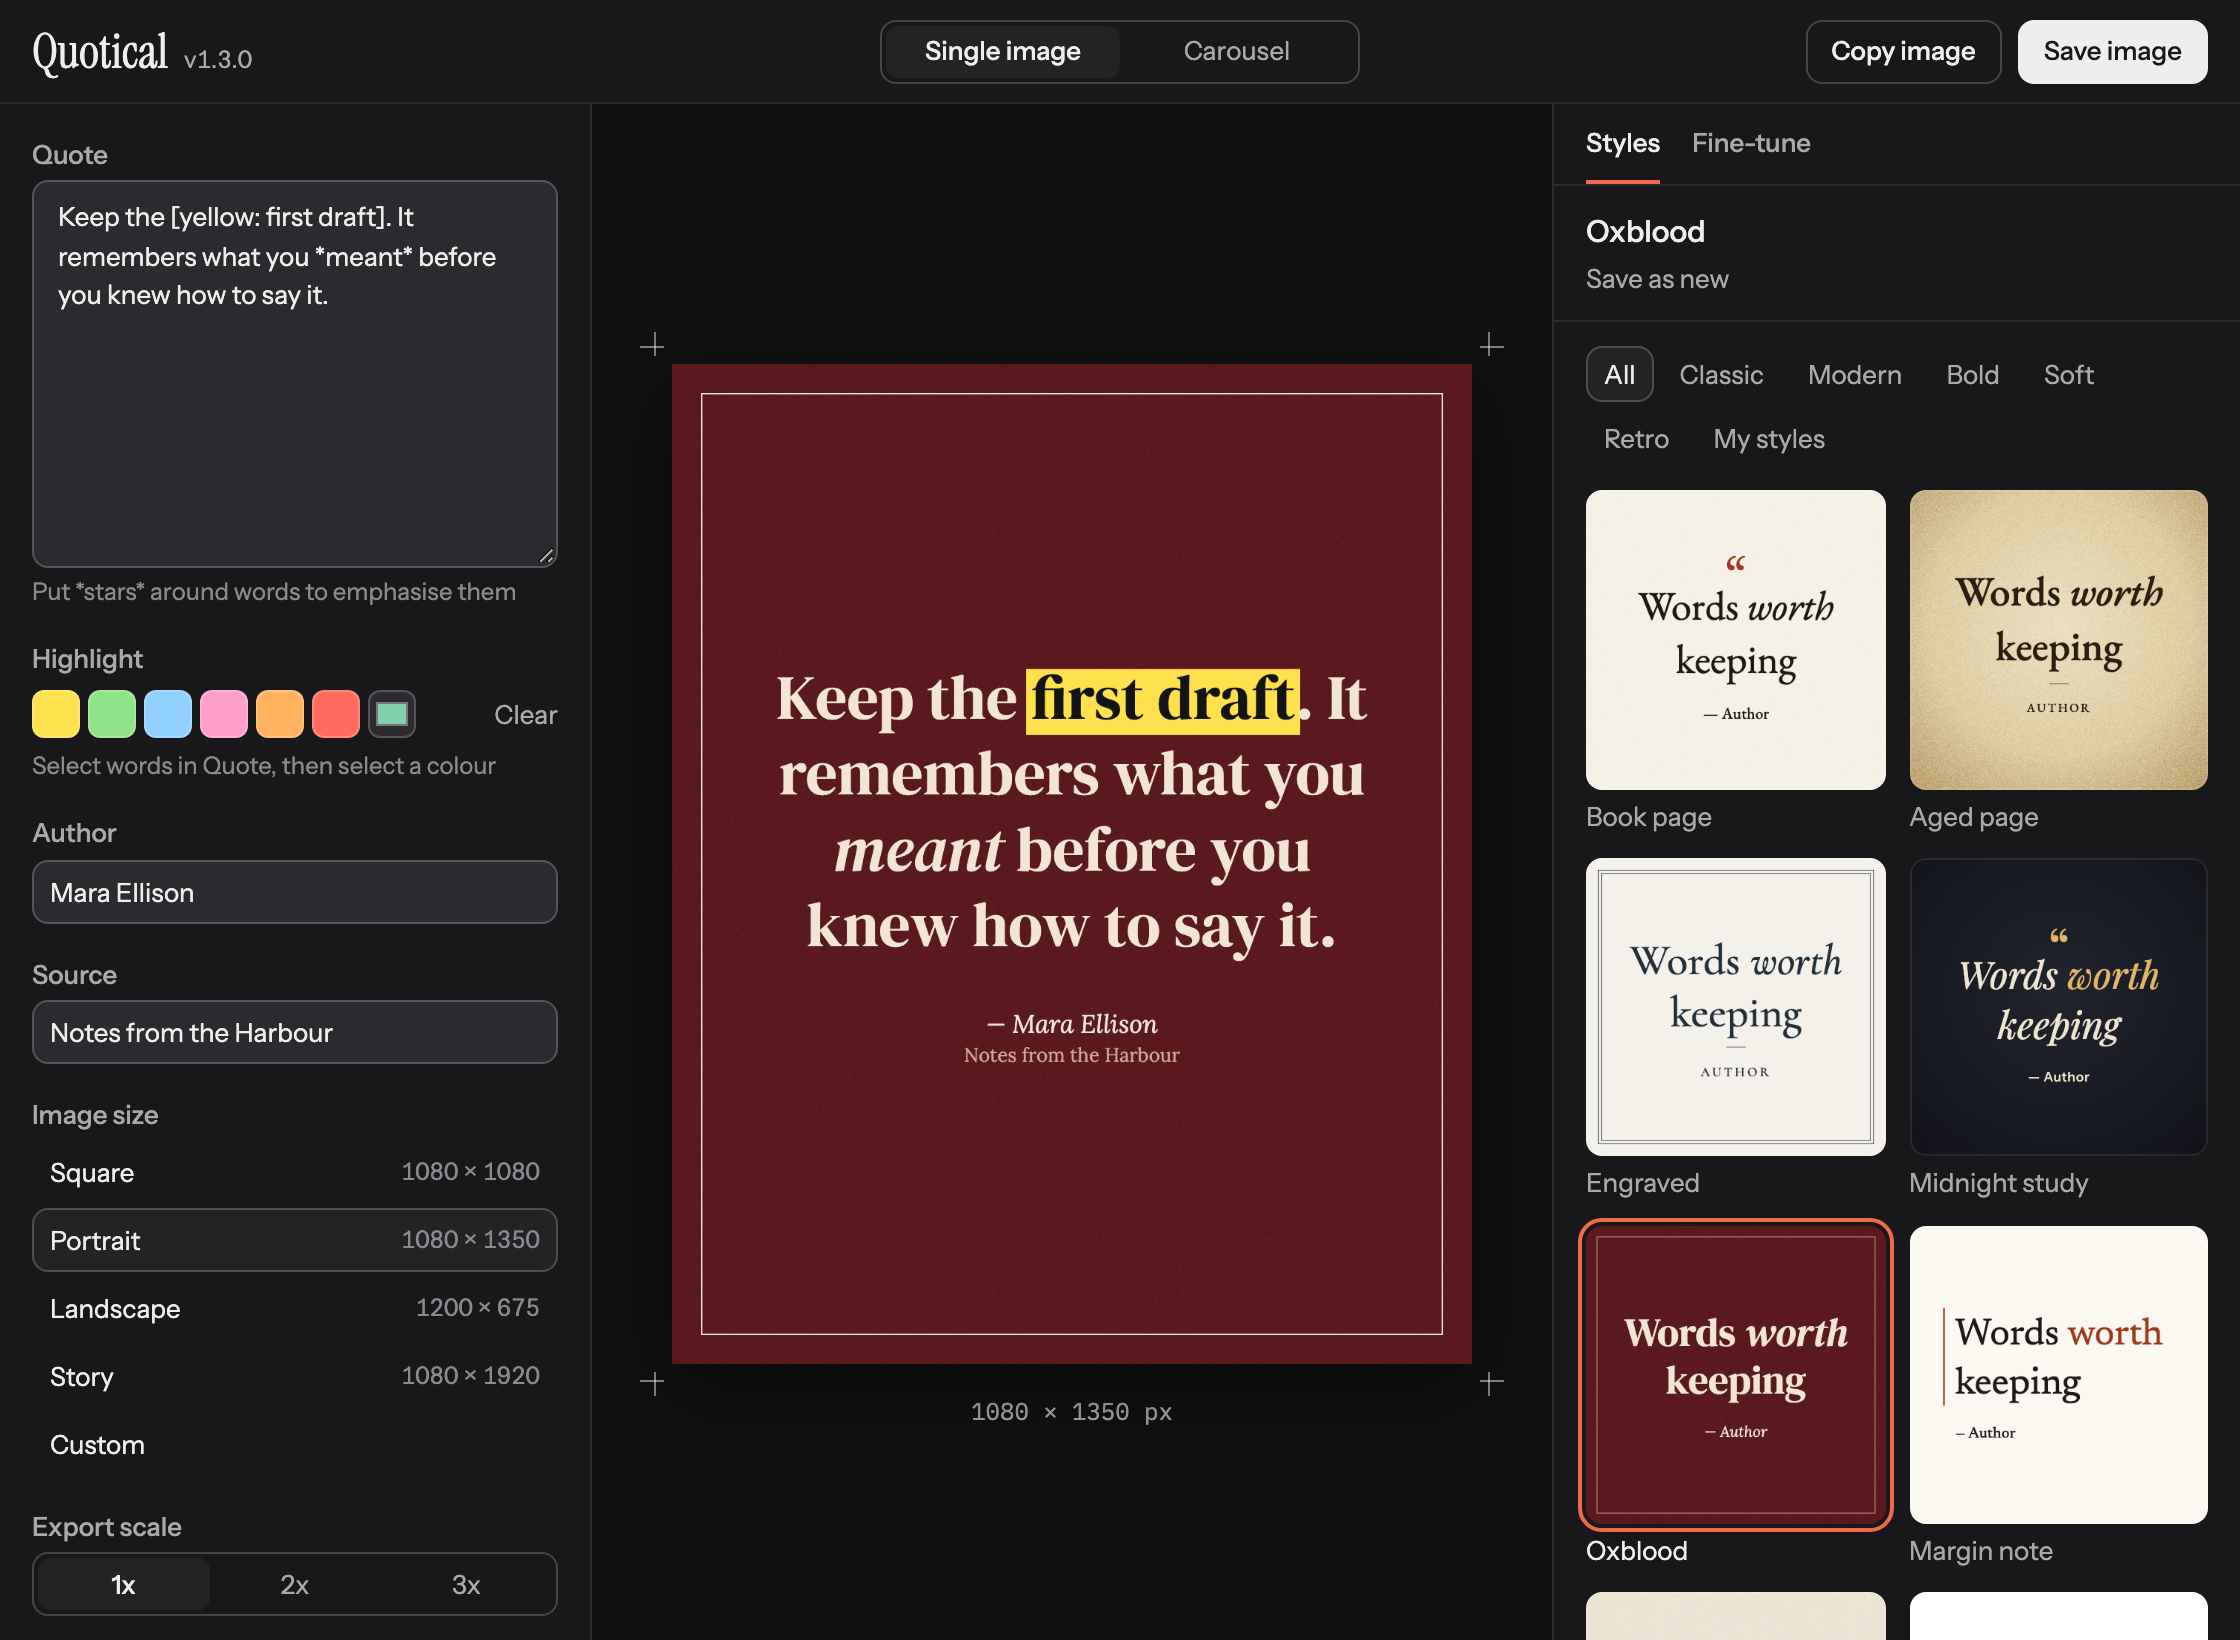 Quotical v1.3.0
Single image
Carousel
Copy image
Save image
Quote
Keep the [yellow: first draft]. It
remembers what you *meant* before
you knew how to say it.
Put *stars* around words to emphasise them
Highlight
Clear
Select words in Quote, then select a colour
Author
Mara Ellison
Source
Notes from the Harbour
Image size
Square 1080 × 1080
Portrait 1080 × 1350
Landscape 1200 × 675
Story 1080 × 1920
Custom
Export scale
1x 2x 3x
Keep the first draft. It
remembers what you
meant before you
knew how to say it.
— Mara Ellison
Notes from the Harbour
1080 × 1350 px
Styles Fine-tune
Oxblood
Save as new
All Classic Modern Bold Soft
Retro My styles
“
Words worth
keeping
— Author
Book page
Words worth
keeping
AUTHOR
Aged page
Words worth
keeping
AUTHOR
Engraved
“
Words worth
keeping
— Author
Midnight study
Words worth
keeping
— Author
Oxblood
Words worth
keeping
— Author
Margin note